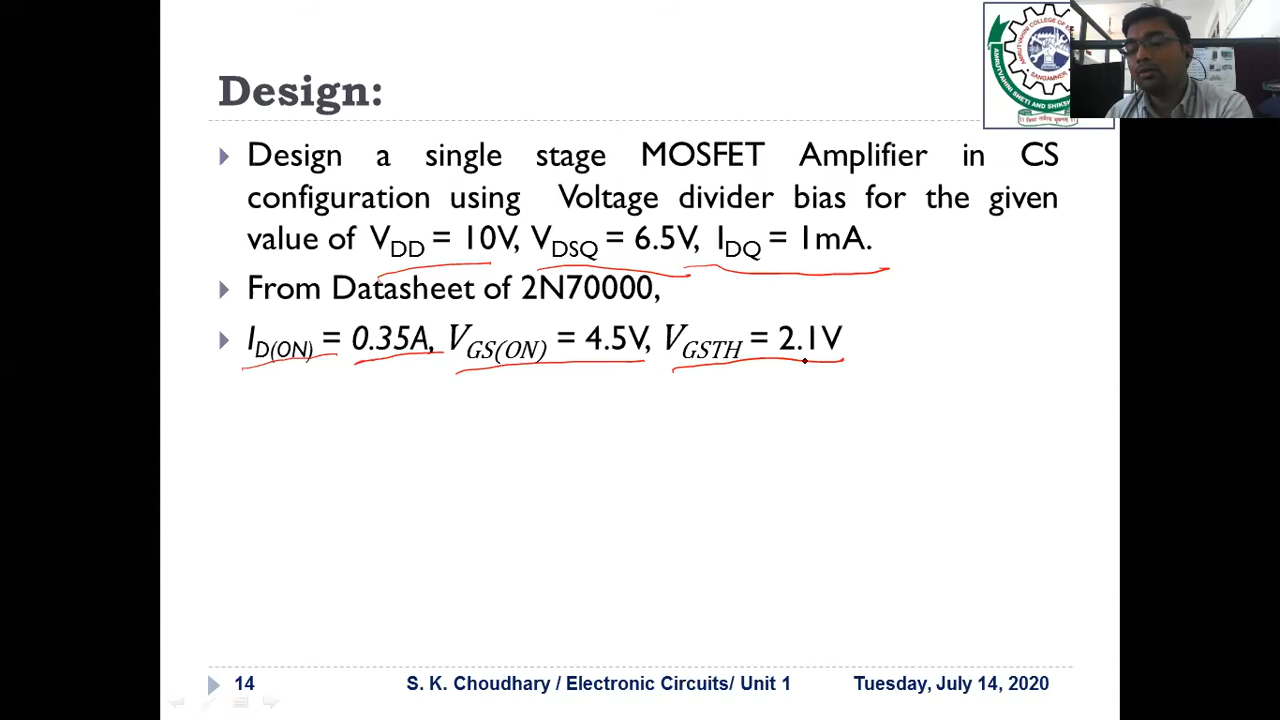 Design:
Design a single stage MOSFET Amplifier in CS
configuration using Voltage divider bias for the given
value of VDD = 10V, VDSQ = 6.5V, IDQ = 1mA.
From Datasheet of 2N70000,
ID(ON) = 0.35A, VGS(ON) = 4.5V, VGSTH = 2.1V
14
S. K. Choudhary / Electronic Circuits/ Unit 1
Tuesday, July 14, 2020